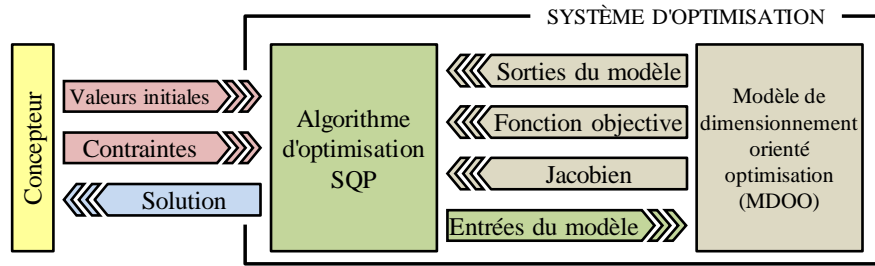 SYSTÈME D'OPTIMISATION
Concepteur
Valeurs initiales
Contraintes
Solution
Algorithme
d'optimisation
SQP
Sorties du modèle
Fonction objective
Jacobien
Entrées du modèle
Modèle de
dimensionnement
orienté
optimisation
(MDOO)